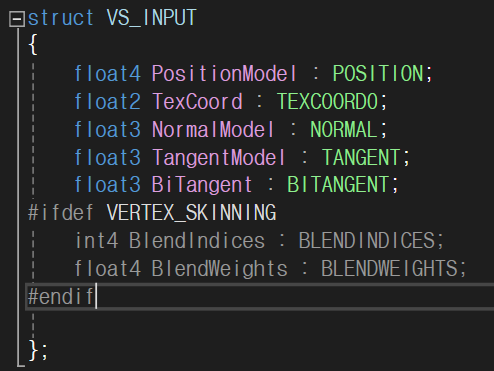 struct VS_INPUT
{
float4 PositionModel : POSITION;
float2 TexCoord : TEXCOORD0;
float3 NormalModel : NORMAL;
float3 TangentModel : TANGENT;
float3 BiTangent : BITANGENT;
#ifdef VERTEX_SKINNING
int4 BlendIndices : BLENDINDICES;
float4 BlendWeights : BLENDWEIGHTS;
#endif
};